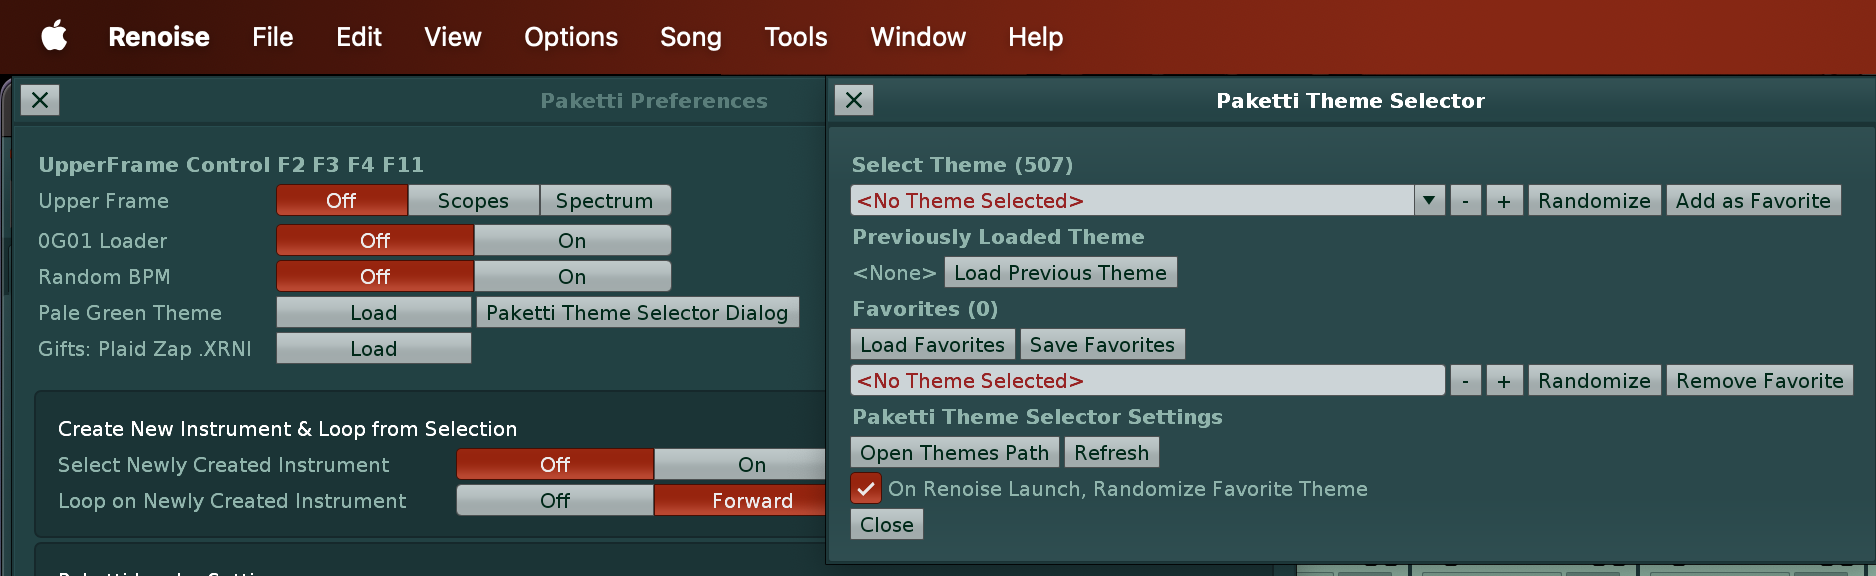 Renoise File Edit View Options Song Tools Window Help
Paketti Preferences
UpperFrame Control F2 F3 F4 F11
Upper Frame Off Scopes Spectrum
0G01 Loader Off On
Random BPM Off On
Pale Green Theme Load Paketti Theme Selector Dialog
Gifts: Plaid Zap .XRNI Load
Create New Instrument & Loop from Selection
Select Newly Created Instrument Off On
Loop on Newly Created Instrument Off Forward
Paketti Theme Selector
Select Theme (507)
<No Theme Selected> - + Randomize Add as Favorite
Previously Loaded Theme
<None> Load Previous Theme
Favorites (0)
Load Favorites Save Favorites
<No Theme Selected> - + Randomize Remove Favorite
Paketti Theme Selector Settings
Open Themes Path Refresh
On Renoise Launch, Randomize Favorite Theme
Close